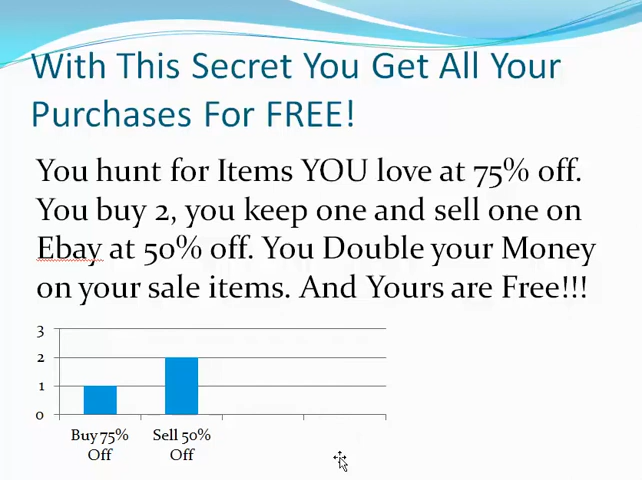 With This Secret You Get All Your
Purchases For FREE!
You hunt for Items YOU love at 75% off.
You buy 2, you keep one and sell one on
Ebay at 50% off. You Double your Money
on your sale items. And Yours are Free!!!
3
2
1
0
Buy 75% Off
Sell 50% Off